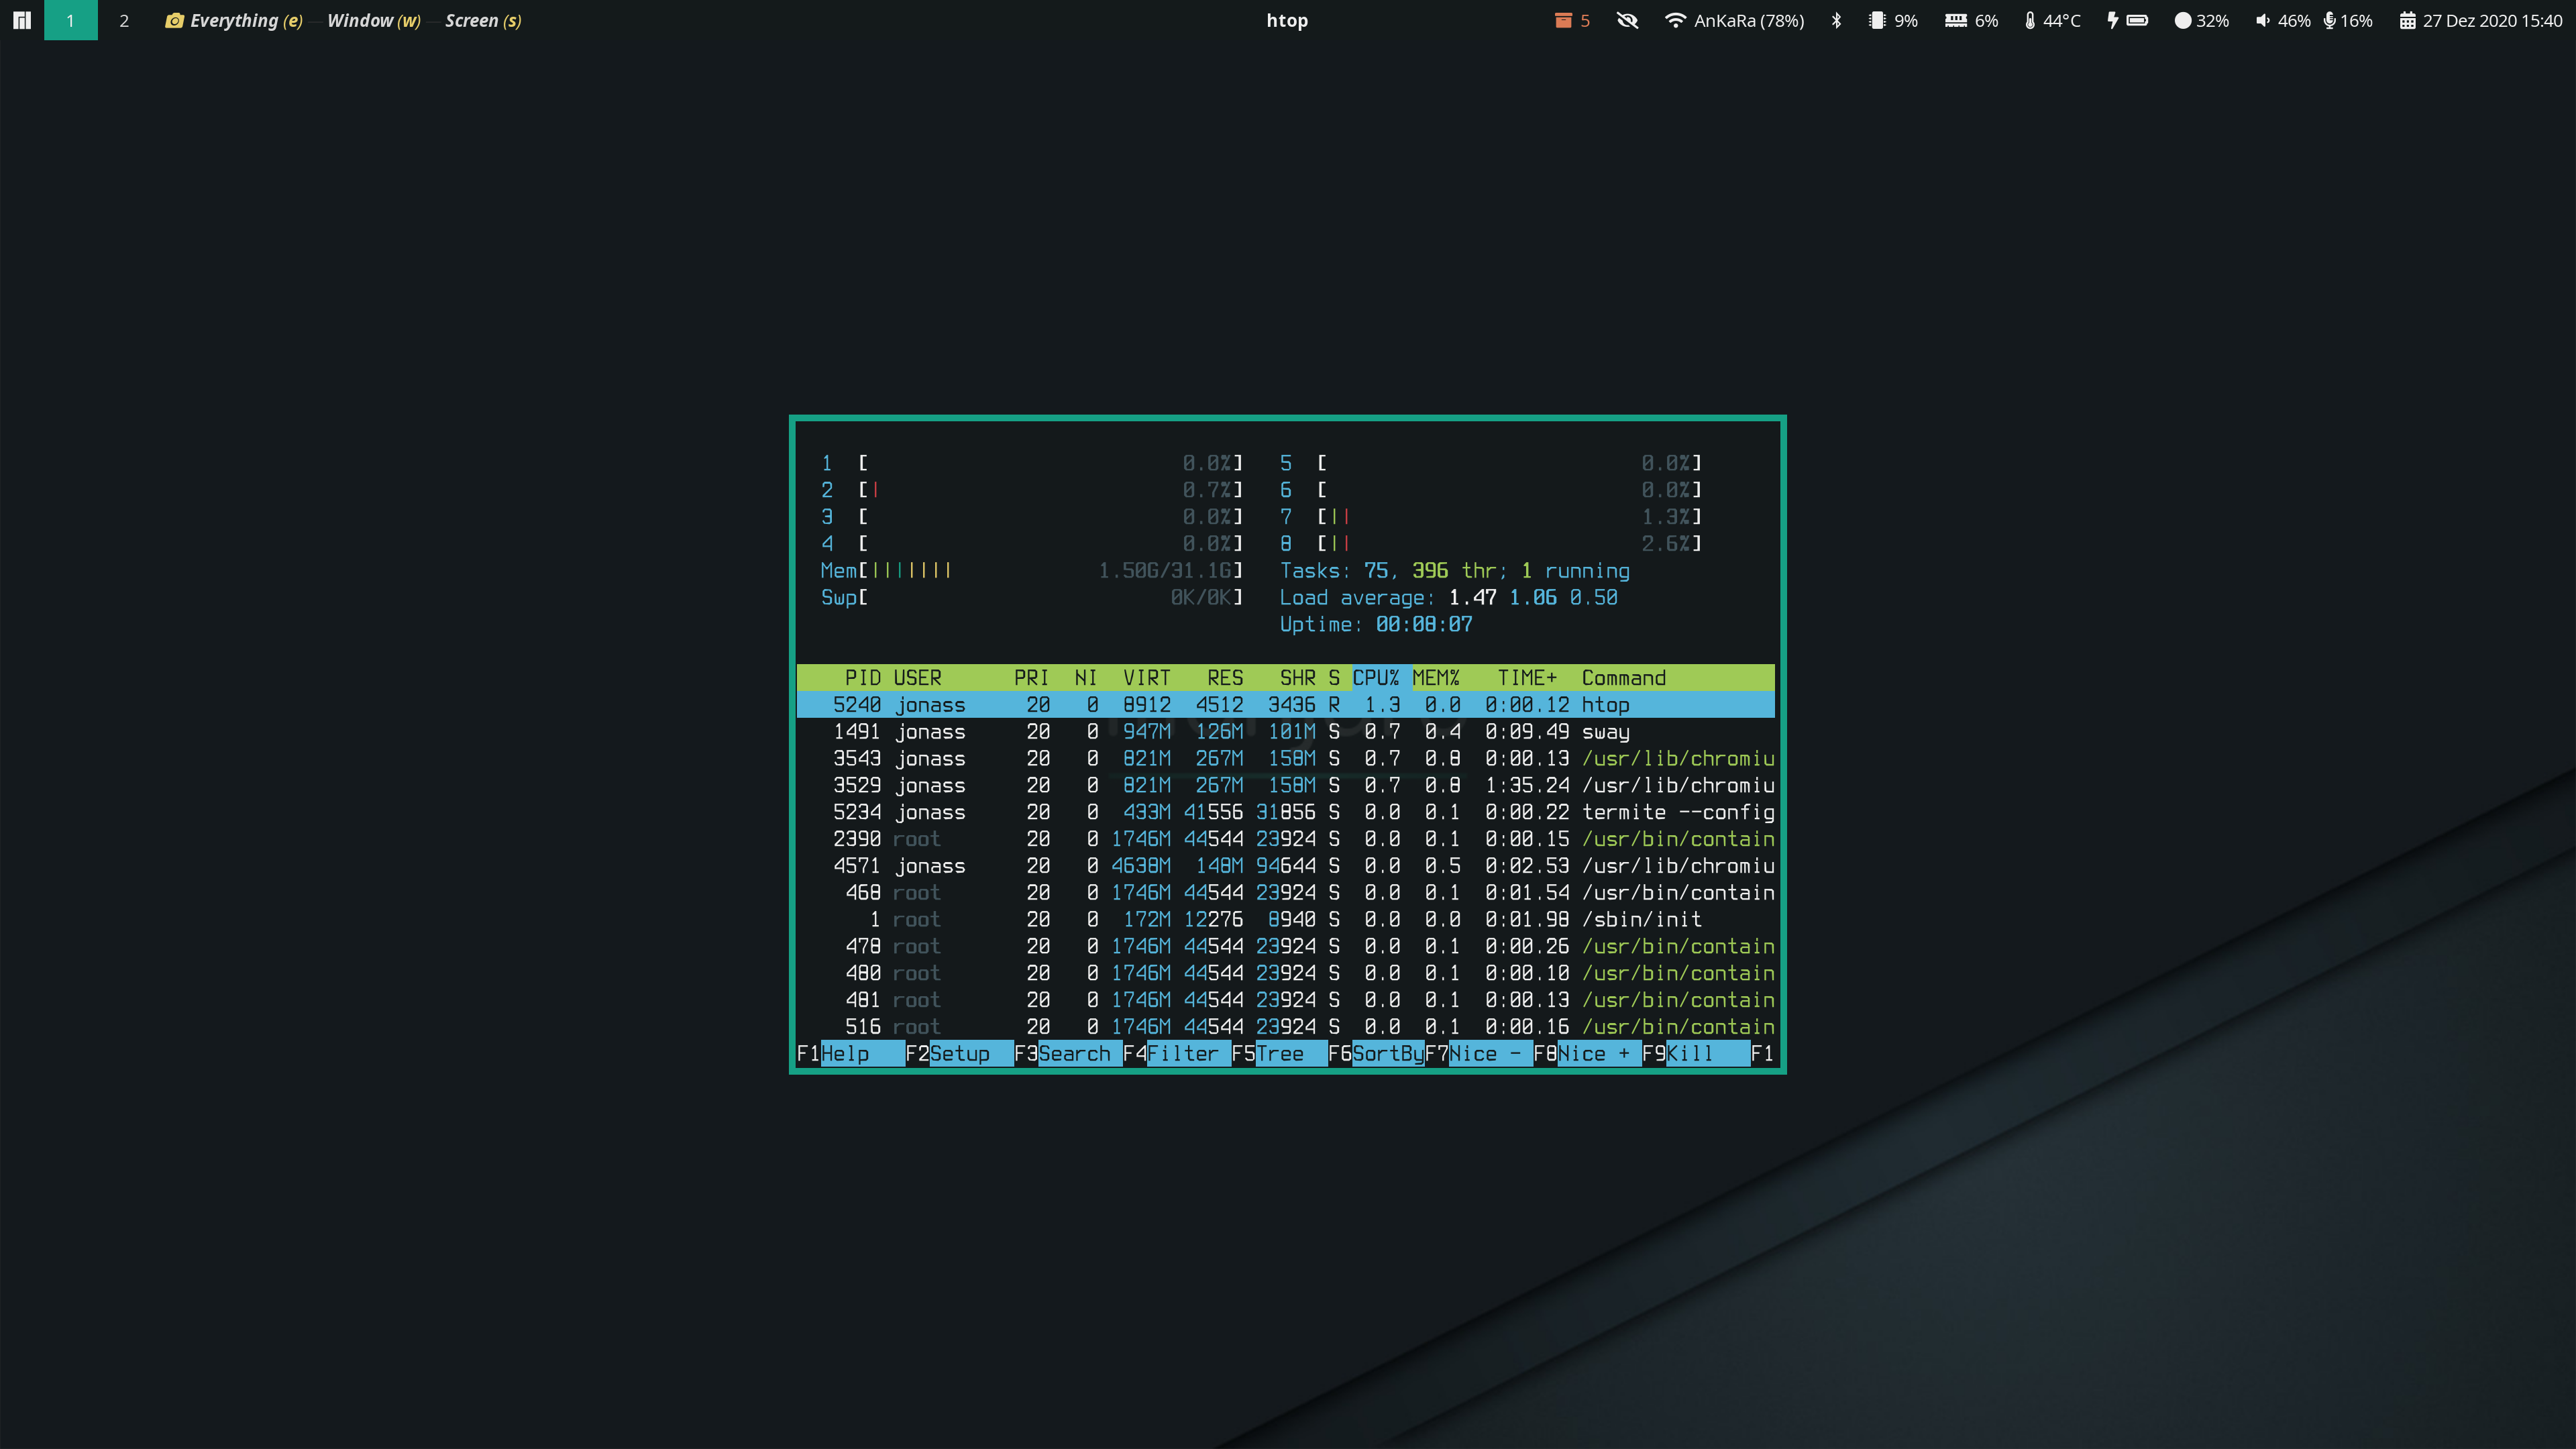 1 2 Everything (e) — Window (w) — Screen (s) htop 5 AnKaRa (78%) 9% 6% 44°C 32% 46% 16% 27 Dez 2020 15:40
1 [ 0.0%] 5 [ 0.0%]
2 [| 0.7%] 6 [ 0.0%]
3 [ 0.0%] 7 [|| 1.3%]
4 [ 0.0%] 8 [|| 2.6%]
Mem[||||||| 1.50G/31.1G] Tasks: 75, 396 thr; 1 running
Swp[ 0K/0K] Load average: 1.47 1.06 0.50
Uptime: 00:08:07
PID USER PRI NI VIRT RES SHR S CPU% MEM% TIME+ Command
5240 jonass 20 0 8912 4512 3436 R 1.3 0.0 0:00.12 htop
1491 jonass 20 0 947M 126M 101M S 0.7 0.4 0:09.49 sway
3543 jonass 20 0 821M 267M 158M S 0.7 0.8 0:00.13 /usr/lib/chromiu
3529 jonass 20 0 821M 267M 158M S 0.7 0.8 1:35.24 /usr/lib/chromiu
5234 jonass 20 0 433M 41556 31856 S 0.0 0.1 0:00.22 termite --config
2390 root 20 0 1746M 44544 23924 S 0.0 0.1 0:00.15 /usr/bin/contain
4571 jonass 20 0 4638M 148M 94644 S 0.0 0.5 0:02.53 /usr/lib/chromiu
468 root 20 0 1746M 44544 23924 S 0.0 0.1 0:01.54 /usr/bin/contain
1 root 20 0 172M 12276 8940 S 0.0 0.0 0:01.98 /sbin/init
478 root 20 0 1746M 44544 23924 S 0.0 0.1 0:00.26 /usr/bin/contain
480 root 20 0 1746M 44544 23924 S 0.0 0.1 0:00.10 /usr/bin/contain
481 root 20 0 1746M 44544 23924 S 0.0 0.1 0:00.13 /usr/bin/contain
516 root 20 0 1746M 44544 23924 S 0.0 0.1 0:00.16 /usr/bin/contain
F1Help F2Setup F3Search F4Filter F5Tree F6SortByF7Nice - F8Nice + F9Kill F1